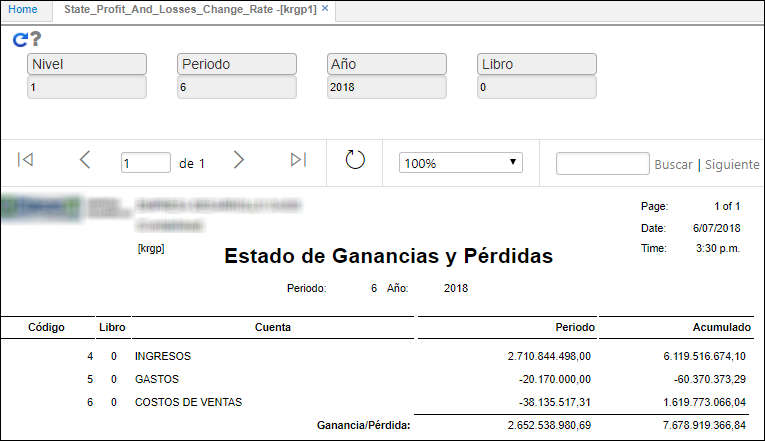 Home State_Profit_And_Losses_Change_Rate -[krgp1] ×
?
Nivel Periodo Año Libro
1 6 2018 0
1 de 1 100% Buscar | Siguiente
Page: 1 of 1
Date: 6/07/2018
[krgp] Time: 3:30 p.m.
Estado de Ganancias y Pérdidas
Periodo: 6 Año: 2018
Código Libro Cuenta Periodo Acumulado
4 0 INGRESOS 2.710.844.498,00 6.119.516.674,10
5 0 GASTOS -20.170.000,00 -60.370.373,29
6 0 COSTOS DE VENTAS -38.135.517,31 1.619.773.066,04
Ganancia/Pérdida: 2.652.538.980,69 7.678.919.366,84